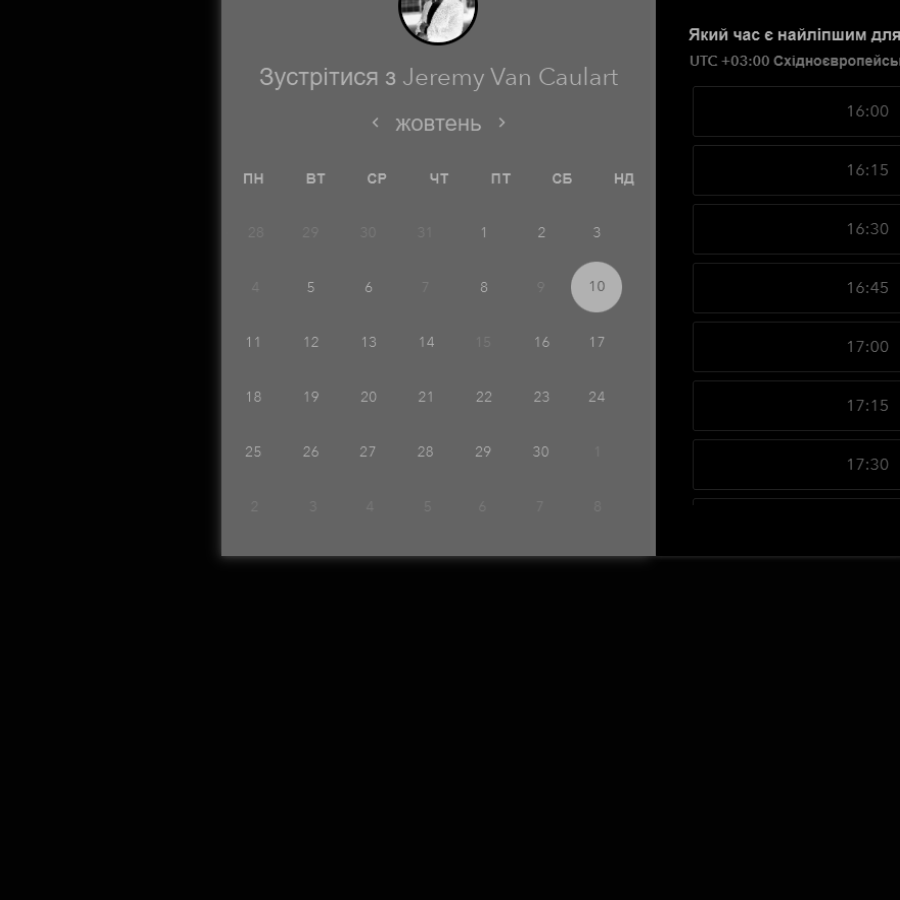 Зустрітися з Jeremy Van Caulart
жовтень
ПН ВТ СР ЧТ ПТ СБ НД
28 29 30 31 1 2 3
4 5 6 7 8 9 10
11 12 13 14 15 16 17
18 19 20 21 22 23 24
25 26 27 28 29 30 1
2 3 4 5 6 7 8
Який час є найліпшим для
UTC +03:00
16:00
16:15
16:30
16:45
17:00
17:15
17:30